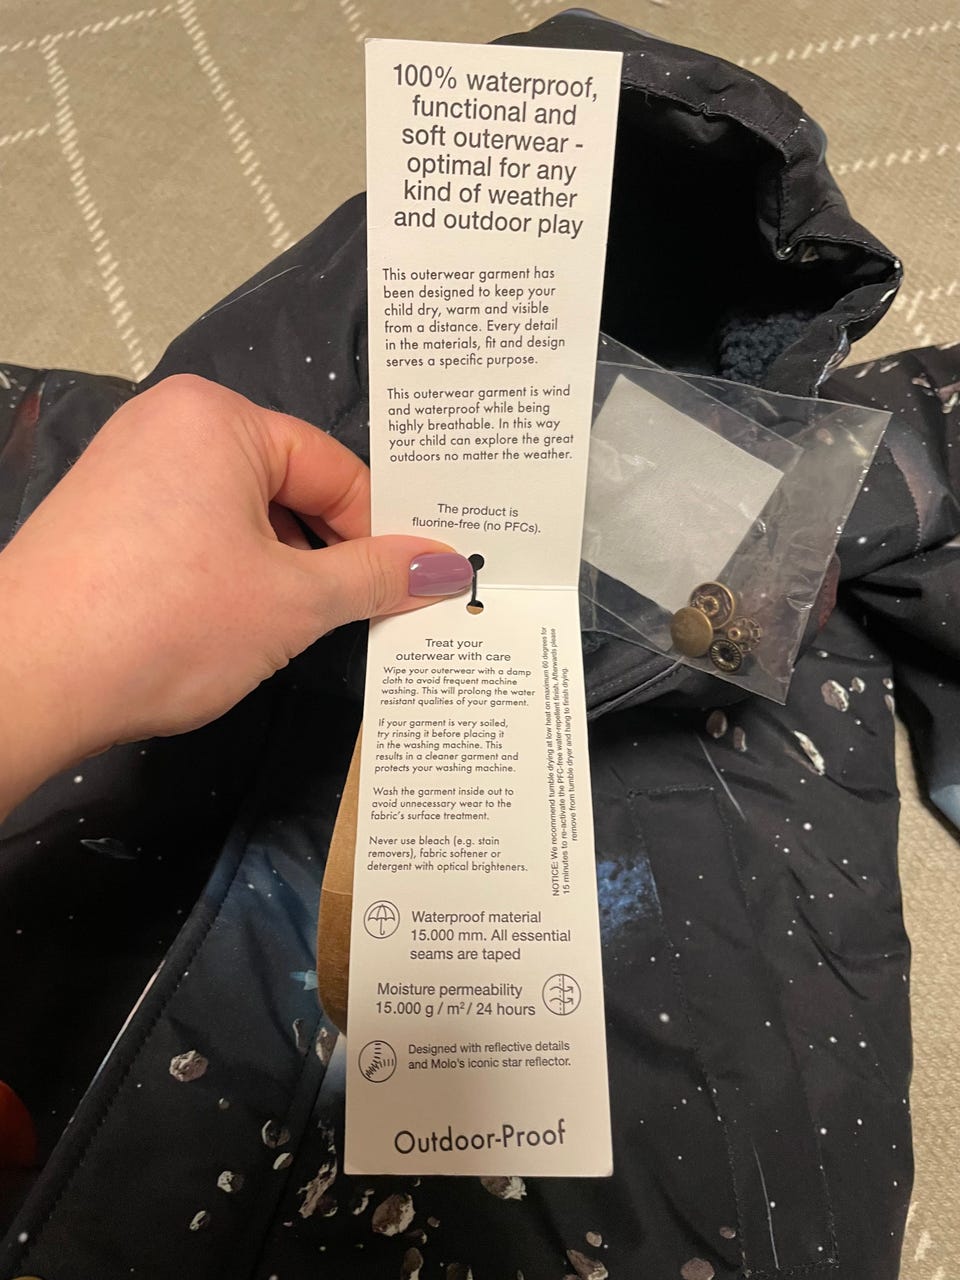 100% waterproof,
functional and
soft outerwear -
optimal for any
kind of weather
and outdoor play
This outerwear garment has
been designed to keep your
child dry, warm and visible
from a distance. Every detail
in the materials, fit and design
serves a specific purpose.
This outerwear garment is wind
and waterproof while being
highly breathable. In this way
your child can explore the great
outdoors no matter the weather.
The product is
fluorine-free (no PFCs).
Treat your
outerwear with care
Wipe your outerwear with a damp
cloth to avoid frequent machine
washing. This will prolong the water
resistant qualities of your garment.
If your garment is very soiled,
try rinsing it before placing it
in the washing machine. This
results in a cleaner garment and
protects your washing machine.
Wash the garment inside out to
avoid unnecessary wear to the
fabric's surface treatment.
Never use bleach (e.g. stain
removers), fabric softener or
detergent with optical brighteners.
NOTICE: We recommend tumble drying at low heat on maximum 60 degrees for
15 minutes to re-activate the PFC-free water-repellent finish. Afterwards please
remove from tumble dryer and hang to finish drying.
Waterproof material
15.000 mm. All essential
seams are taped
Moisture permeability
15.000 g / m² / 24 hours
Designed with reflective details
and Molo's iconic star reflector.
Outdoor-Proof